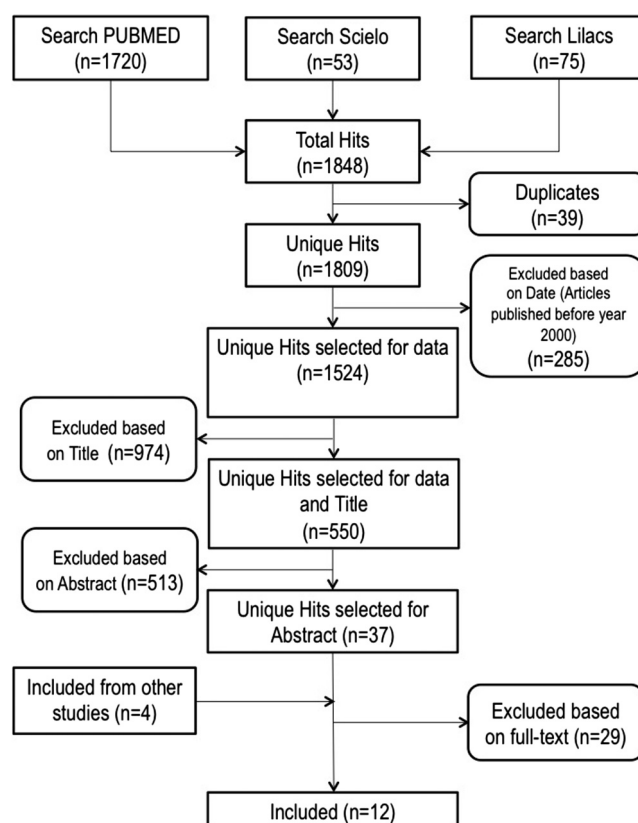 Search PUBMED
(n=1720)
Search Scielo
(n=53)
Search Lilacs
(n=75)
Total Hits
(n=1848)
Duplicates
(n=39)
Unique Hits
(n=1809)
Excluded based
on Date (Articles
published before year
2000)
(n=285)
Unique Hits selected for data
(n=1524)
Excluded based
on Title (n=974)
Unique Hits selected for data
and Title
(n=550)
Excluded based
on Abstract (n=513)
Unique Hits selected for
Abstract (n=37)
Included from other
studies (n=4)
Excluded based
on full-text (n=29)
Included (n=12)